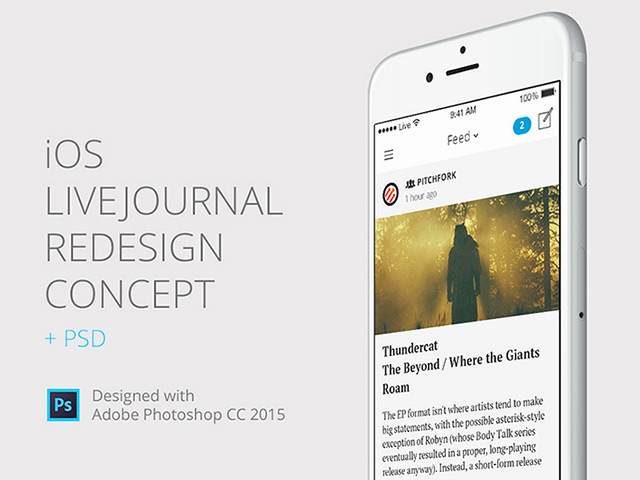 iOS
LIVEJOURNAL
REDESIGN
CONCEPT
+ PSD
Ps
Designed with
Adobe Photoshop CC 2015
Live 9:41 AM 100%
Feed
2
PITCHFORK
1 hour ago
Thundercat
The Beyond / Where the Giants
Roam
The EP format isn't where artists tend to make
big statements, with the possible asterisk-style
exception of Robyn (whose Body Talk series
eventually resulted in a proper, long-playing
release anyway). Instead, a short-form release